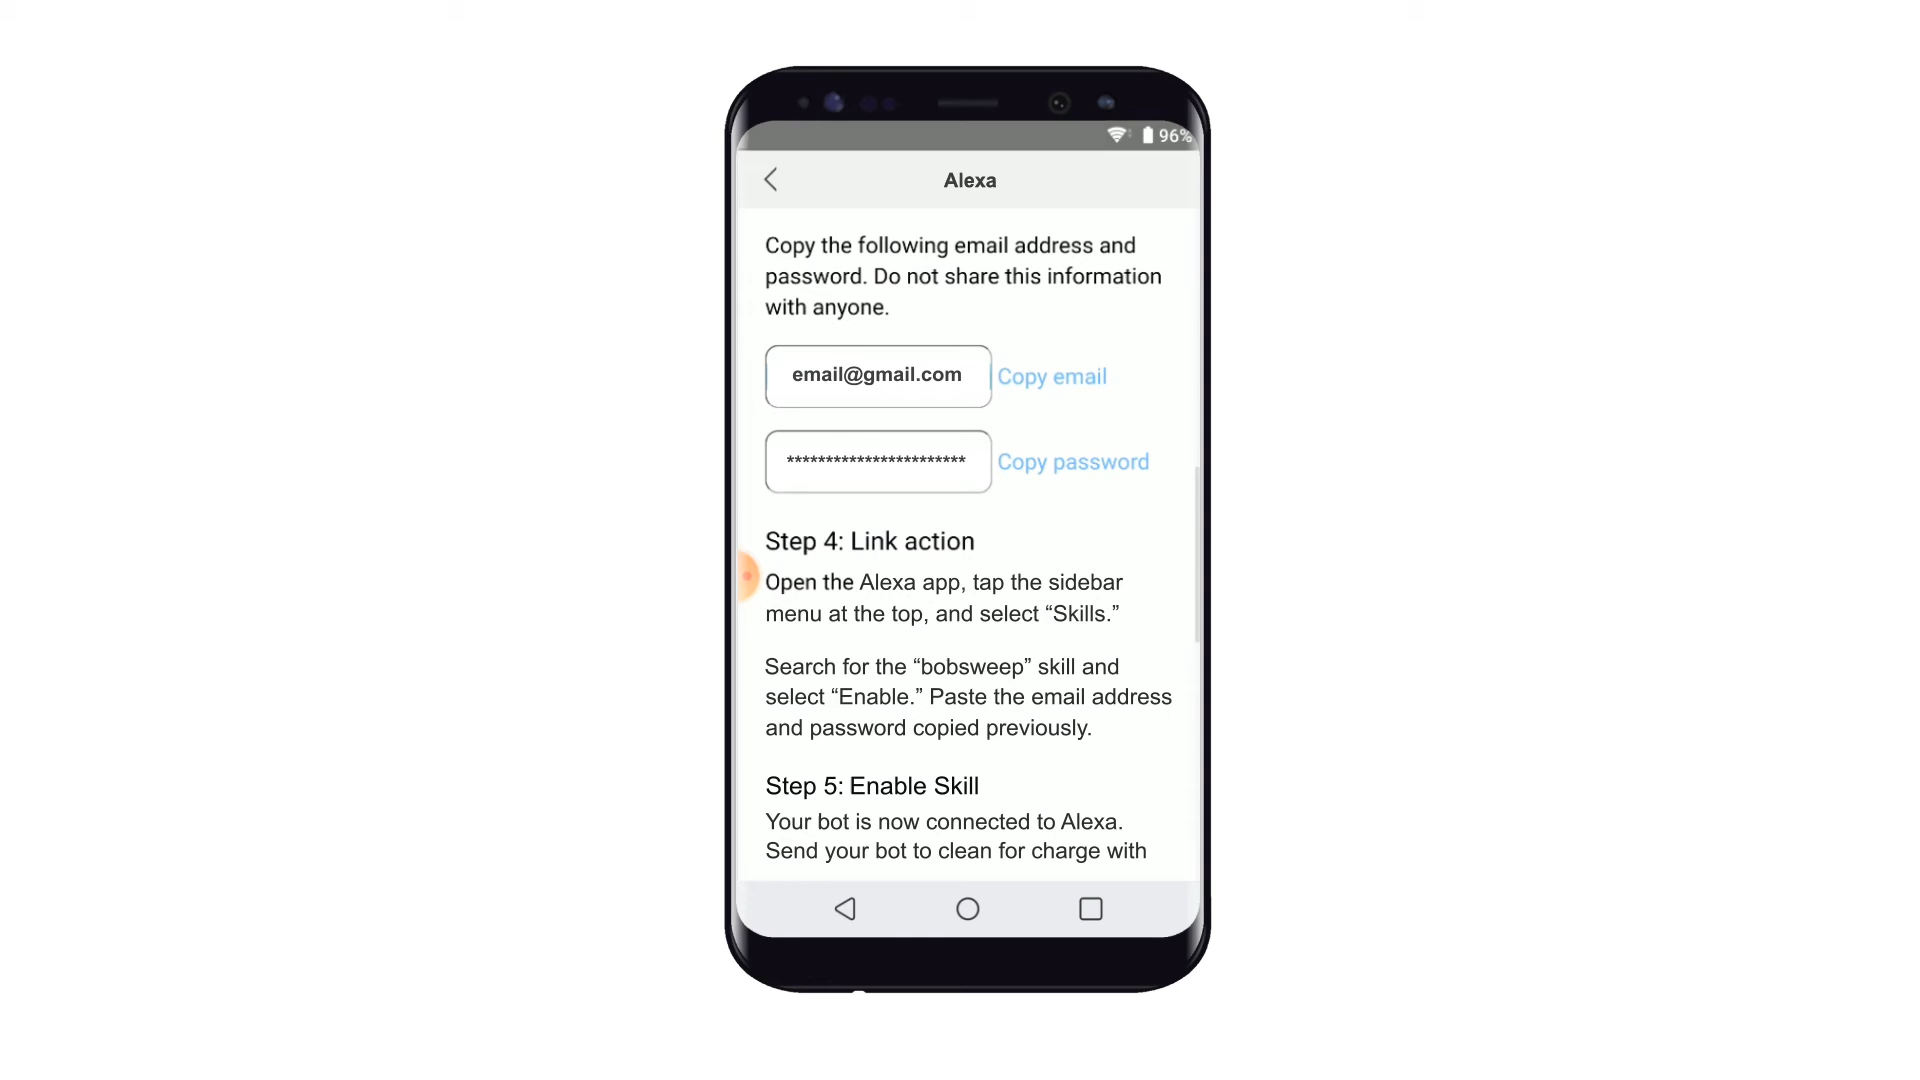 96%
Alexa
Copy the following email address and
password. Do not share this information
with anyone.
email@gmail.com
Copy email
***********************
Copy password
Step 4: Link action
Open the Alexa app, tap the sidebar
menu at the top, and select “Skills.”
Search for the “bobsweep” skill and
select “Enable.” Paste the email address
and password copied previously.
Step 5: Enable Skill
Your bot is now connected to Alexa.
Send your bot to clean for charge with